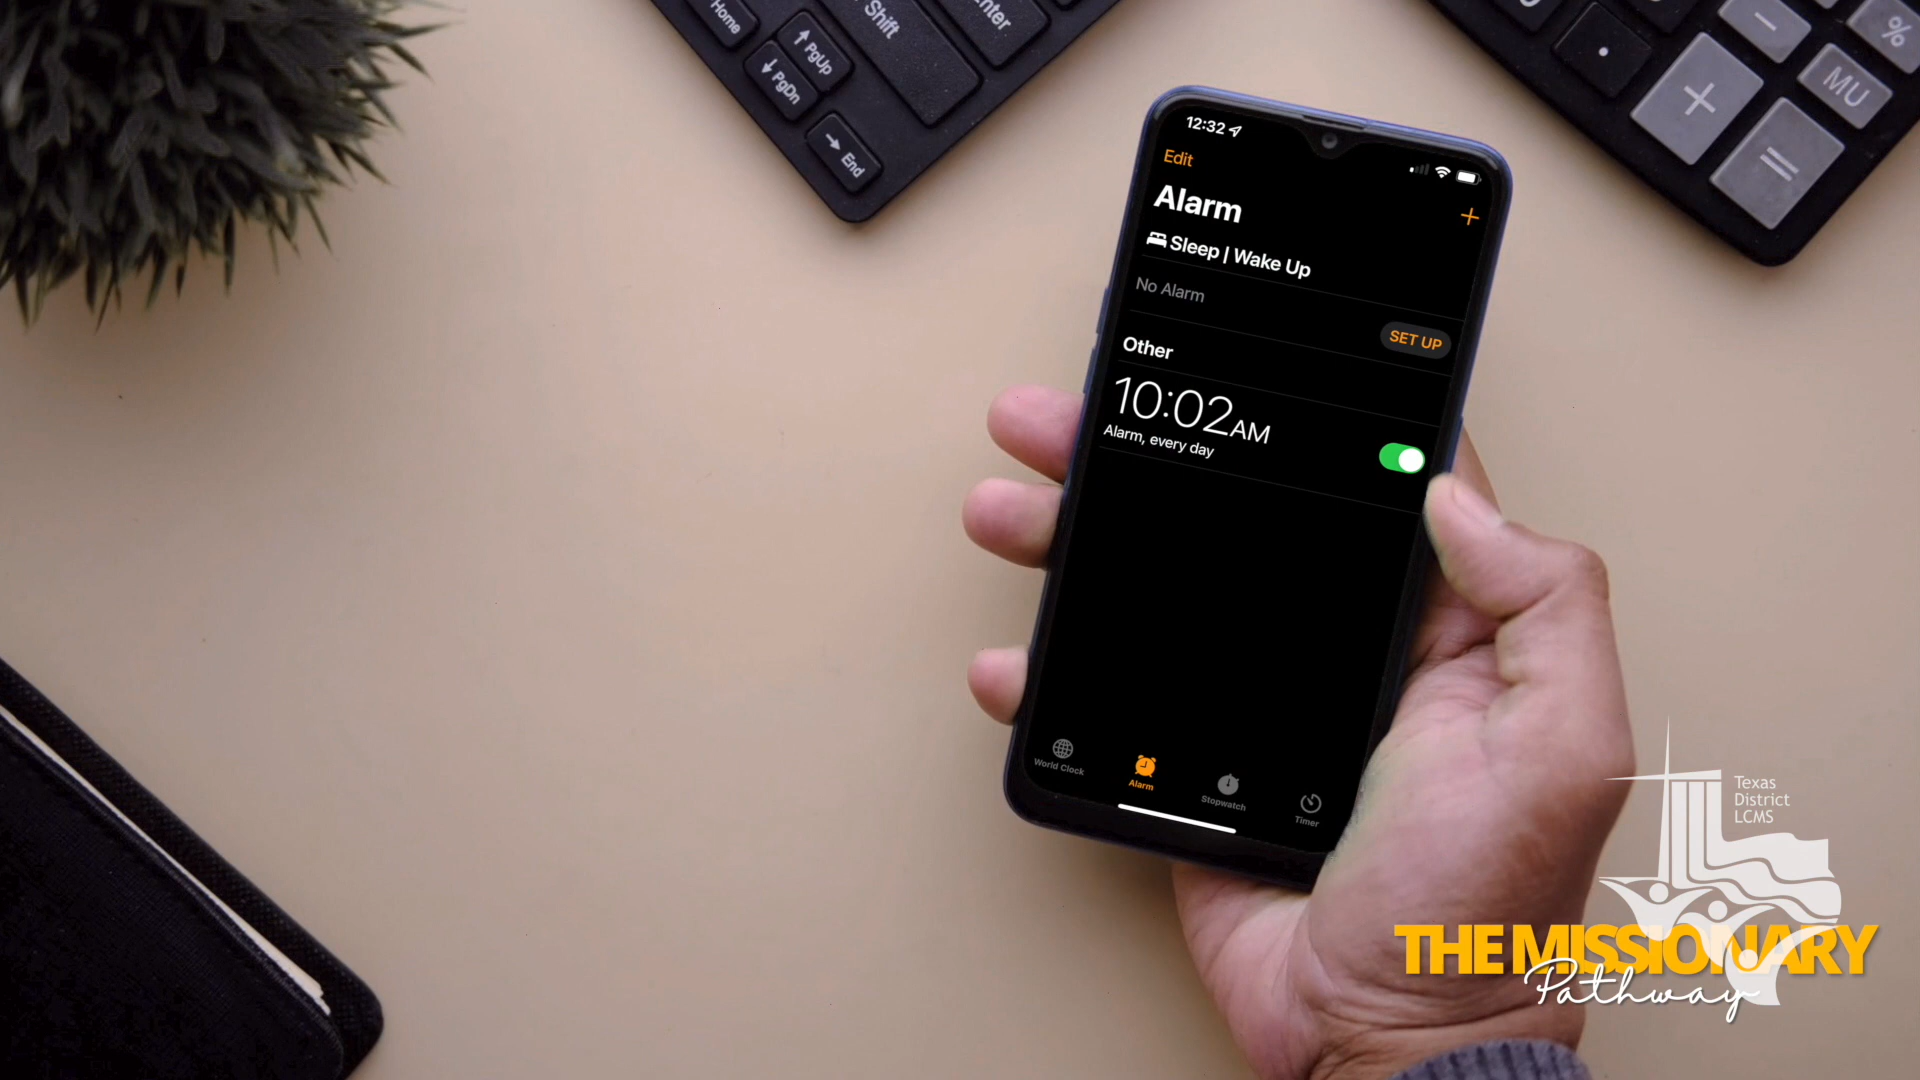 Home
Shift
Enter
↑ PgUp
↓ PgDn
→ End
.
+
−
%
MU
=
12:32
Edit
Alarm
+
Sleep | Wake Up
No Alarm
SET UP
Other
10:02AM
Alarm, every day
World Clock
Alarm
Stopwatch
Timer
Texas
District
LCMS
THE MISSIONARY
Pathway